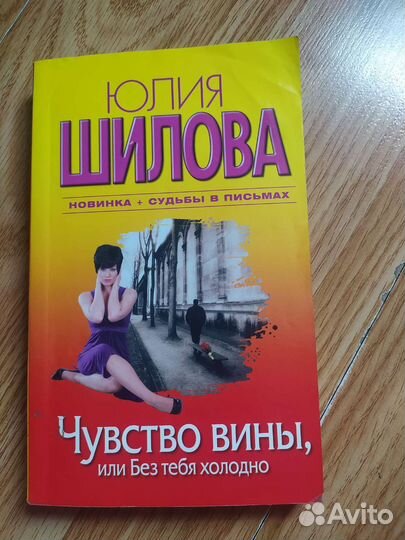 ЮЛИЯ
ШИЛОВА
НОВИНКА + СУДЬБЫ В ПИСЬМАХ
Чувство вины,
или Без тебя холодно
Avito